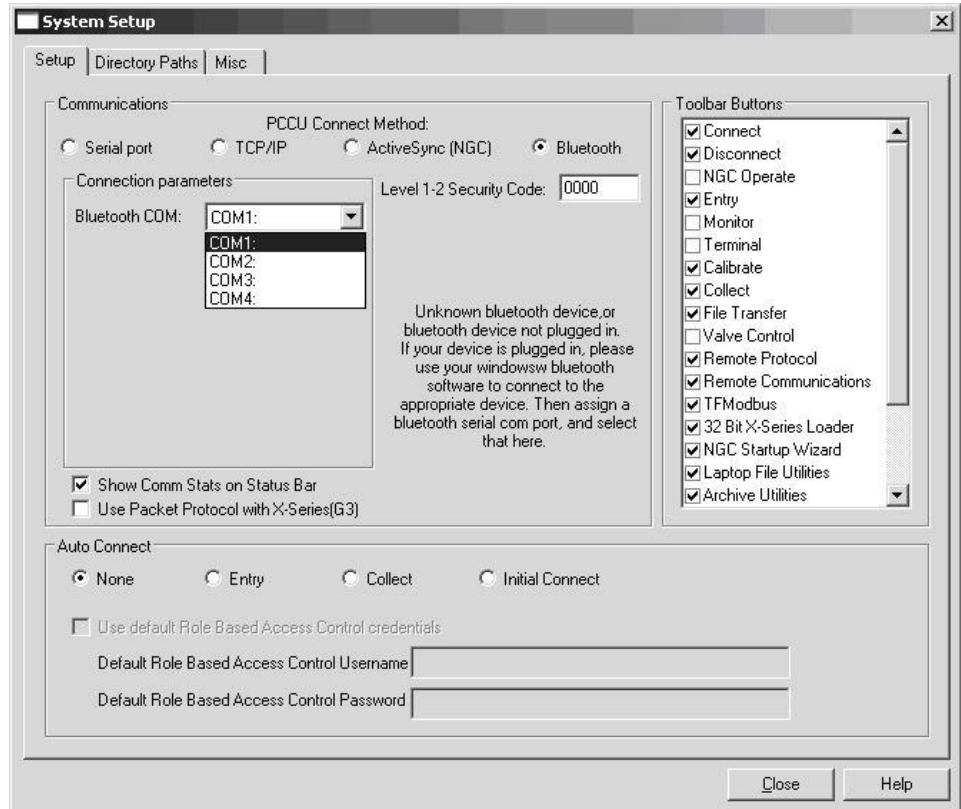 System Setup
Setup
Directory Paths
Misc
Communications
PCCU Connect Method:
Serial port
TCP/IP
ActiveSync (NGC)
Bluetooth
Connection parameters
Level 1-2 Security Code:
0000
Bluetooth COM:
COM1:
COM1:
COM2:
COM3:
COM4:
Unknown bluetooth device,or
bluetooth device not plugged in.
If your device is plugged in, please
use your windowsw bluetooth
software to connect to the
appropriate device. Then assign a
bluetooth serial com port, and select
that here.
Show Comm Stats on Status Bar
Use Packet Protocol with X-Series(G3)
Toolbar Buttons
Connect
Disconnect
NGC Operate
Entry
Monitor
Terminal
Calibrate
Collect
File Transfer
Valve Control
Remote Protocol
Remote Communications
TFModbus
32 Bit X-Series Loader
NGC Startup Wizard
Laptop File Utilities
Archive Utilities
Auto Connect
None
Entry
Collect
Initial Connect
Use default Role Based Access Control credentials
Default Role Based Access Control Username
Default Role Based Access Control Password
Close
Help